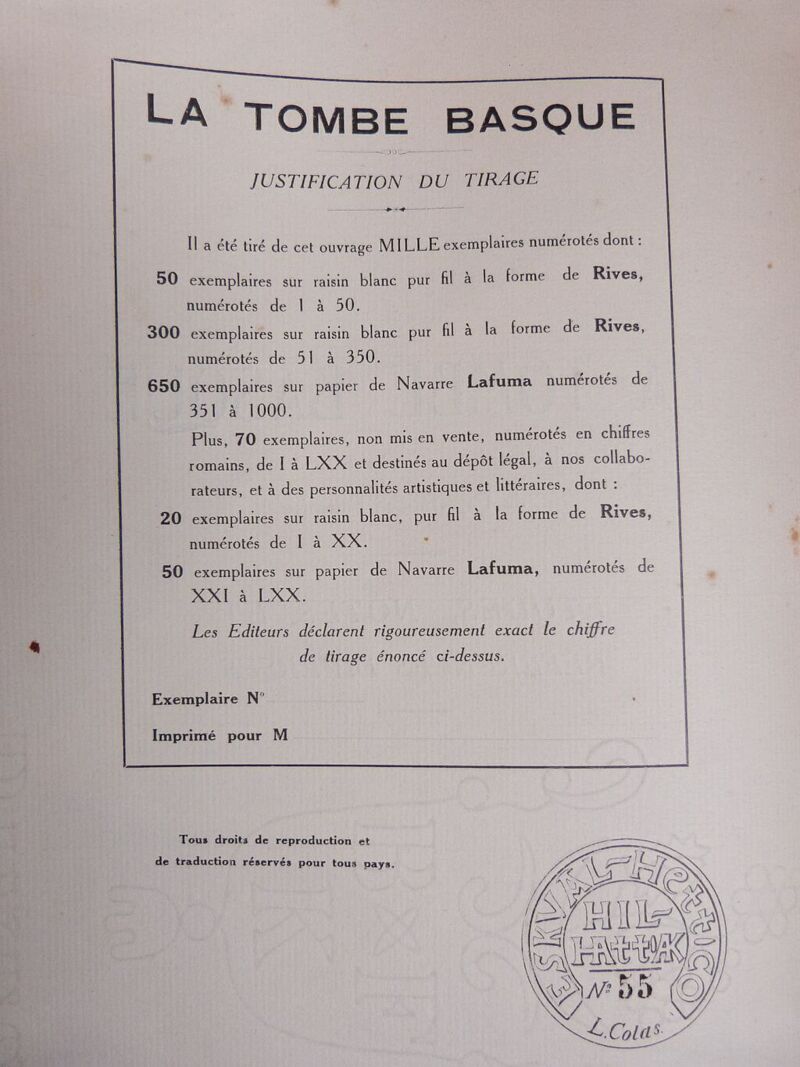 LA TOMBE BASQUE
JUSTIFICATION DU TIRAGE
Il a été tiré de cet ouvrage MILLE exemplaires numérotés dont :
50 exemplaires sur raisin blanc pur fil à la forme de Rives,
numérotés de 1 à 50.
300 exemplaires sur raisin blanc pur fil à la forme de Rives,
numérotés de 51 à 350.
650 exemplaires sur papier de Navarre Lafuma numérotés de
351 à 1000.
Plus, 70 exemplaires, non mis en vente, numérotés en chiffres
romains, de I à LXX et destinés au dépôt légal, à nos collabo-
rateurs, et à des personnalités artistiques et littéraires, dont :
20 exemplaires sur raisin blanc, pur fil à la forme de Rives,
numérotés de I à XX.
50 exemplaires sur papier de Navarre Lafuma, numérotés de
XXI à LXX.
Les Editeurs déclarent rigoureusement exact le chiffre
de tirage énoncé ci-dessus.
Exemplaire N°
Imprimé pour M
Tous droits de reproduction et
de traduction réservés pour tous pays.
ESKVAL-HerriCO
HIL
HArriAK
N° 55
L. Colas.